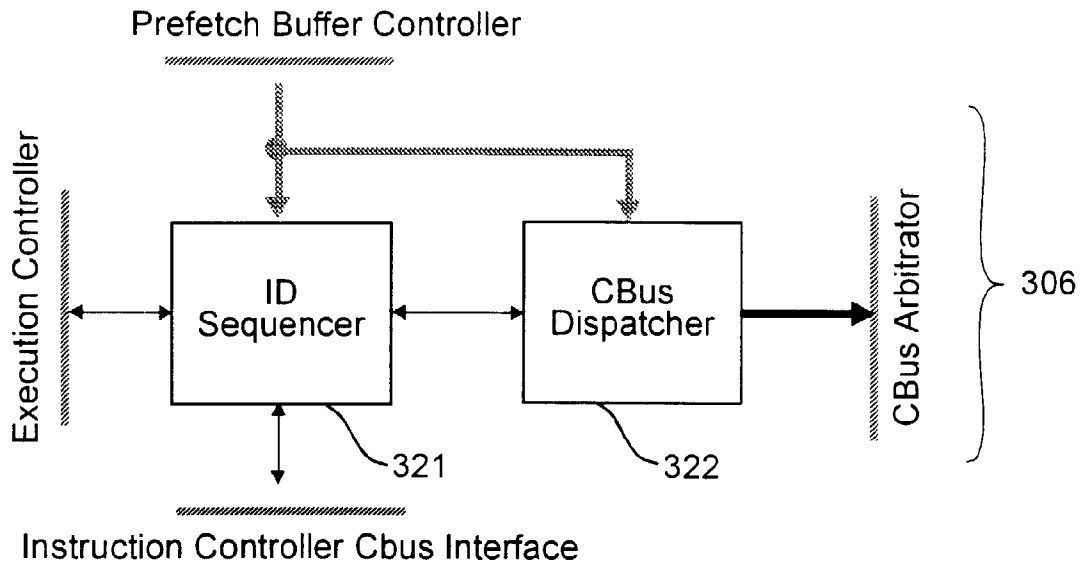 Prefetch Buffer Controller
Execution Controller
ID
Sequencer
CBus
Dispatcher
CBus Arbitrator
306
321
322
Instruction Controller Cbus Interface